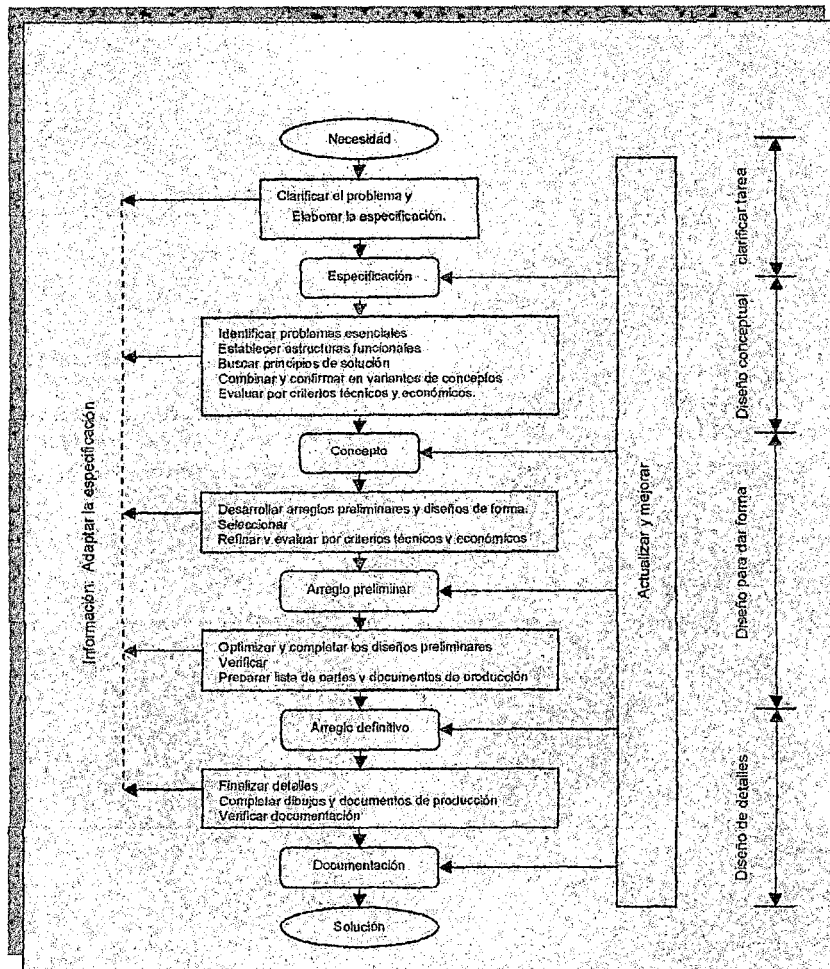 Necesidad
Clarificar el problema y
Elaborar la especificación.
Especificación
Identificar problemas esenciales
Establecer estructuras funcionales
Buscar principios de solución
Combinar y confirmar en variantes de conceptos
Evaluar por criterios técnicos y económicos.
Concepto
Desarrollar arreglos preliminares y diseños de forma.
Seleccionar
Refinar y evaluar por criterios técnicos y económicos
Arreglo preliminar
Optimizar y completar los diseños preliminares
Verificar
Preparar lista de partes y documentos de producción
Arreglo definitivo
Finalizar detalles
Completar dibujos y documentos de producción
Verificar documentación
Documentación
Solución
Información: Adaptar la especificación
Actualizar y mejorar
clarificar tarea
Diseño conceptual
Diseño para dar forma
Diseño de detalles